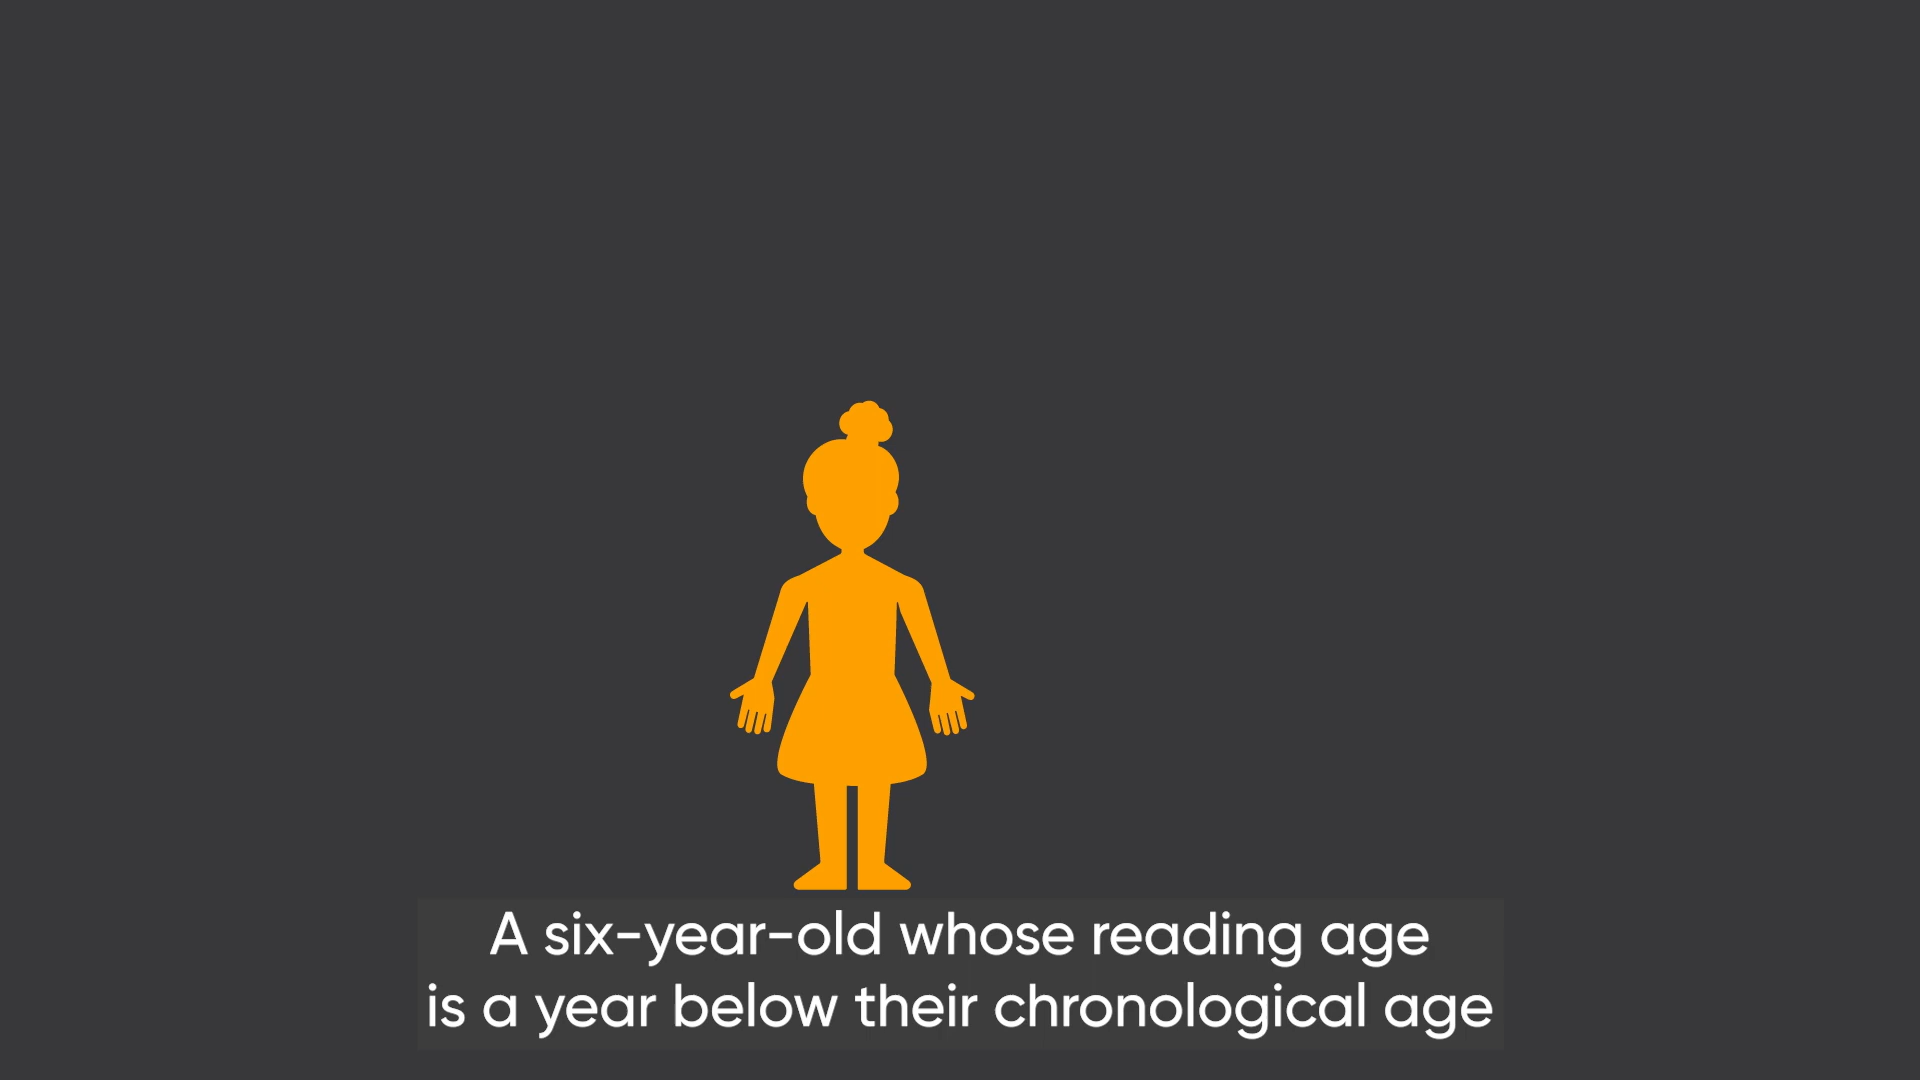 A six-year-old whose reading age
is a year below their chronological age